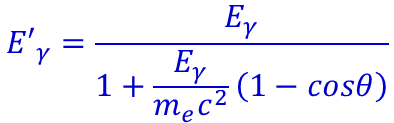 E'γ = Eγ / (1 + Eγ / (mₑc²) (1 − cosθ))